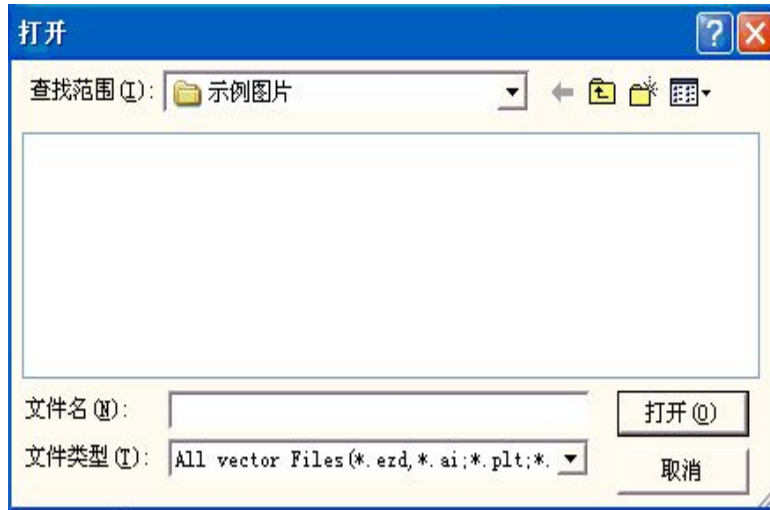 打开
查找范围(I): 示例图片
文件名(N): 打开(O)
文件类型(T): All vector Files(*.ezd,*.ai;*.plt;*.
取消